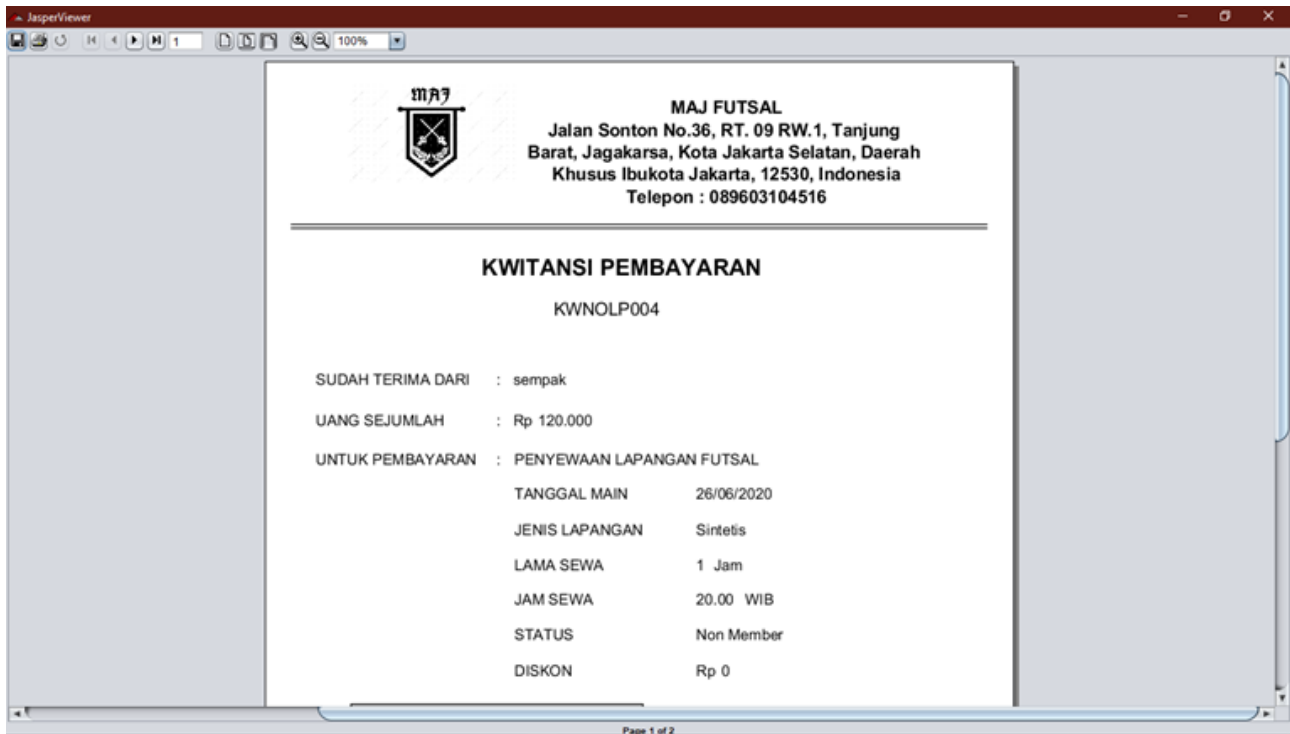 JasperViewer
1
100%
MAJ
MAJ FUTSAL
Jalan Sonton No.36, RT. 09 RW.1, Tanjung
Barat, Jagakarsa, Kota Jakarta Selatan, Daerah
Khusus Ibukota Jakarta, 12530, Indonesia
Telepon : 089603104516
KWITANSI PEMBAYARAN
KWNOLP004
SUDAH TERIMA DARI : sempak
UANG SEJUMLAH : Rp 120.000
UNTUK PEMBAYARAN : PENYEWAAN LAPANGAN FUTSAL
TANGGAL MAIN 26/06/2020
JENIS LAPANGAN Sintetis
LAMA SEWA 1 Jam
JAM SEWA 20.00 WIB
STATUS Non Member
DISKON Rp 0
Page 1 of 2